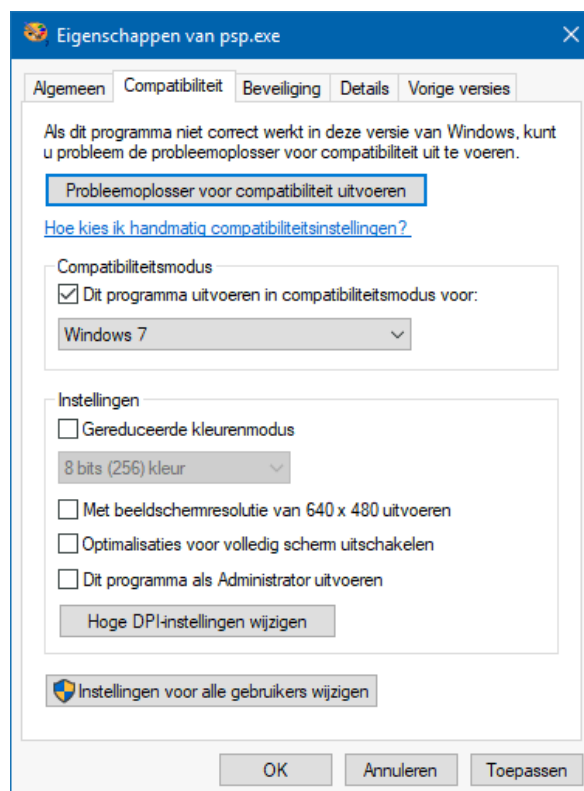 Eigenschappen van psp.exe
Algemeen Compatibiliteit Beveiliging Details Vorige versies
Als dit programma niet correct werkt in deze versie van Windows, kunt
u probleem de probleemoplosser voor compatibiliteit uit te voeren.
Probleemoplosser voor compatibiliteit uitvoeren
Hoe kies ik handmatig compatibiliteitsinstellingen?
Compatibiliteitsmodus
Dit programma uitvoeren in compatibiliteitsmodus voor:
Windows 7
Instellingen
Gereduceerde kleurenmodus
8 bits (256) kleur
Met beeldschermresolutie van 640 x 480 uitvoeren
Optimalisaties voor volledig scherm uitschakelen
Dit programma als Administrator uitvoeren
Hoge DPI-instellingen wijzigen
Instellingen voor alle gebruikers wijzigen
OK Annuleren Toepassen